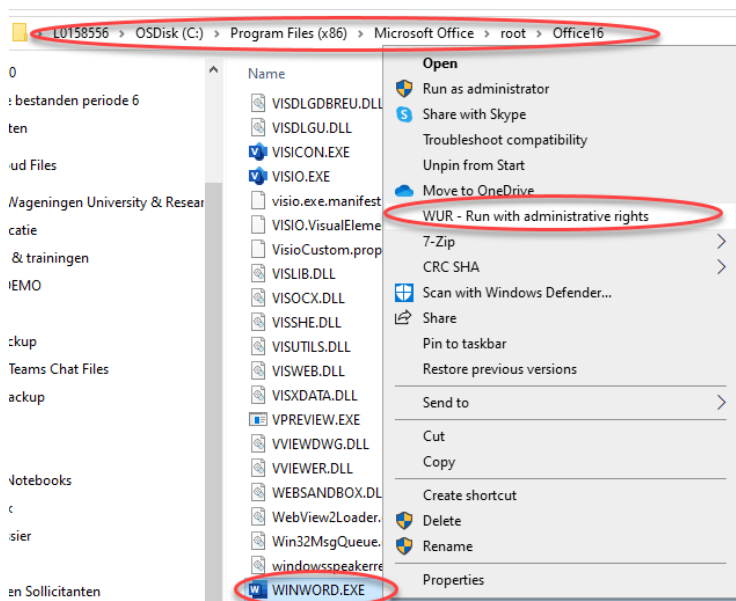 L0158556 > OSDisk (C:) > Program Files (x86) > Microsoft Office > root > Office16
0
e bestanden periode 6
ten
oud Files
Wageningen University & Resear
catie
& trainingen
DEMO
ckup
Teams Chat Files
ackup
Notebooks
k
sier
en Sollicitanten
Name
VISDLGDBREU.DLL
VISDLGU.DLL
VISICON.EXE
VISIO.EXE
visio.exe.manifest
VISIO.VisualEleme
VisioCustom.prop
VISLIB.DLL
VISOCX.DLL
VISSHE.DLL
VISUTILS.DLL
VISWEB.DLL
VISXDATA.DLL
VPREVIEW.EXE
VVIEWDWG.DLL
VVIEWER.DLL
WEBSANDBOX.DL
WebView2Loader.
Win32MsgQueue.
windowsspeakerre
WINWORD.EXE
Open
Run as administrator
Share with Skype
Troubleshoot compatibility
Unpin from Start
Move to OneDrive
WUR - Run with administrative rights
7-Zip
CRC SHA
Scan with Windows Defender...
Share
Pin to taskbar
Restore previous versions
Send to
Cut
Copy
Create shortcut
Delete
Rename
Properties